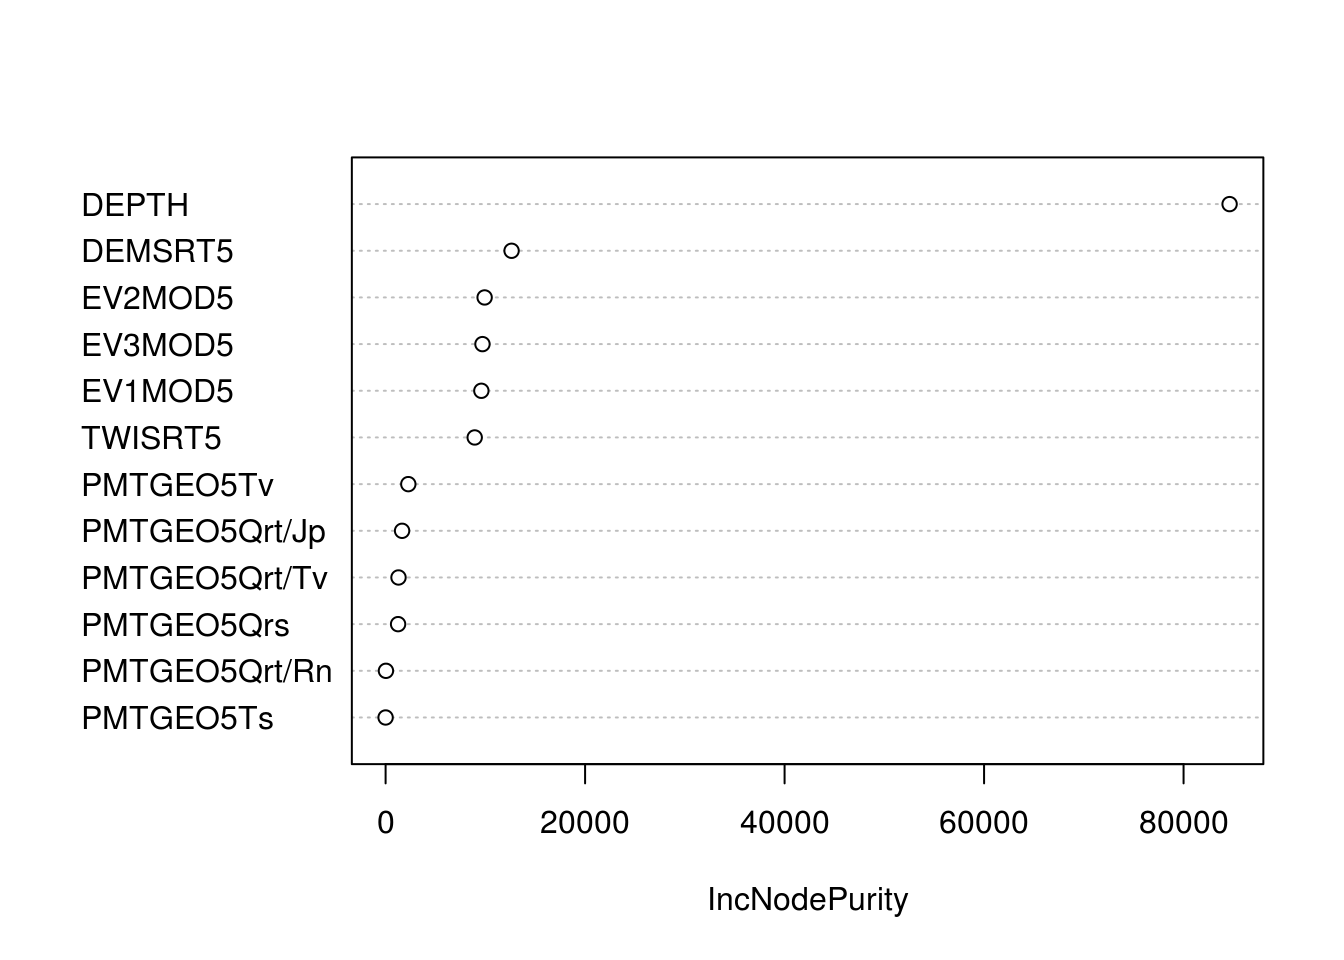 DEPTH
DEMSRT5
EV2MOD5
EV3MOD5
EV1MOD5
TWISRT5
PMTGEO5Tv
PMTGEO5Qrt/Jp
PMTGEO5Qrt/Tv
PMTGEO5Qrs
PMTGEO5Qrt/Rn
PMTGEO5Ts
0 20000 40000 60000 80000
IncNodePurity